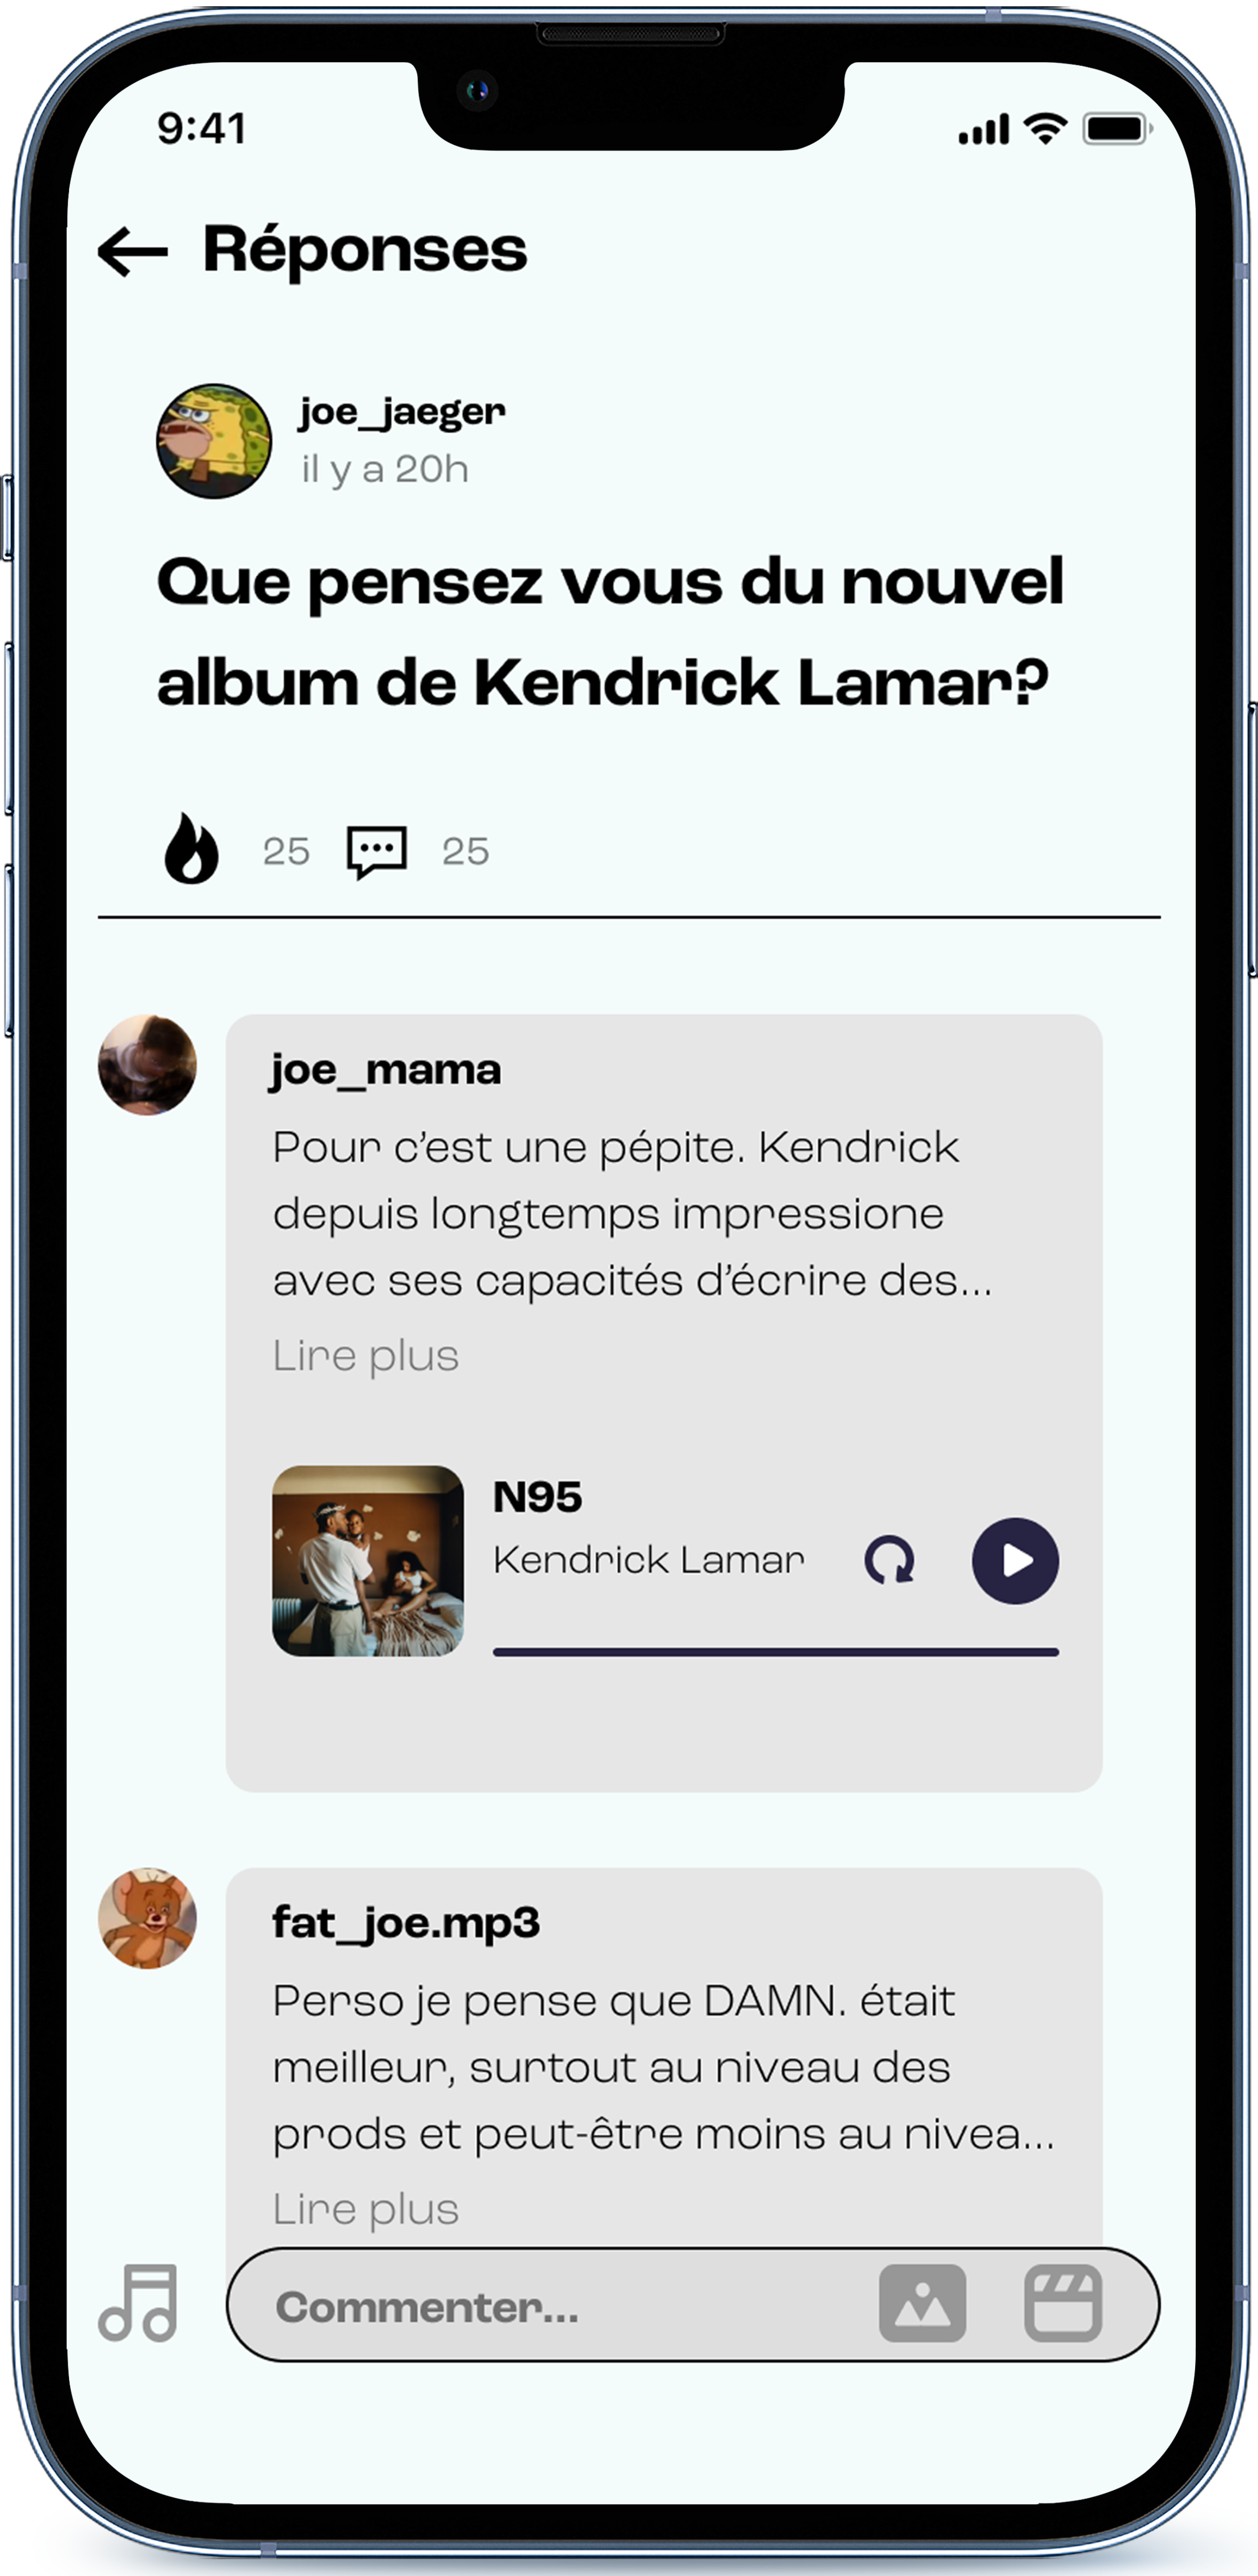 9:41
Réponses
joe_jaeger
il y a 20h
Que pensez vous du nouvel
album de Kendrick Lamar?
25 25
joe_mama
Pour c’est une pépite. Kendrick
depuis longtemps impressione
avec ses capacités d’écrire des...
Lire plus
N95
Kendrick Lamar
fat_joe.mp3
Perso je pense que DAMN. était
meilleur, surtout au niveau des
prods et peut-être moins au nivea...
Lire plus
Commenter...